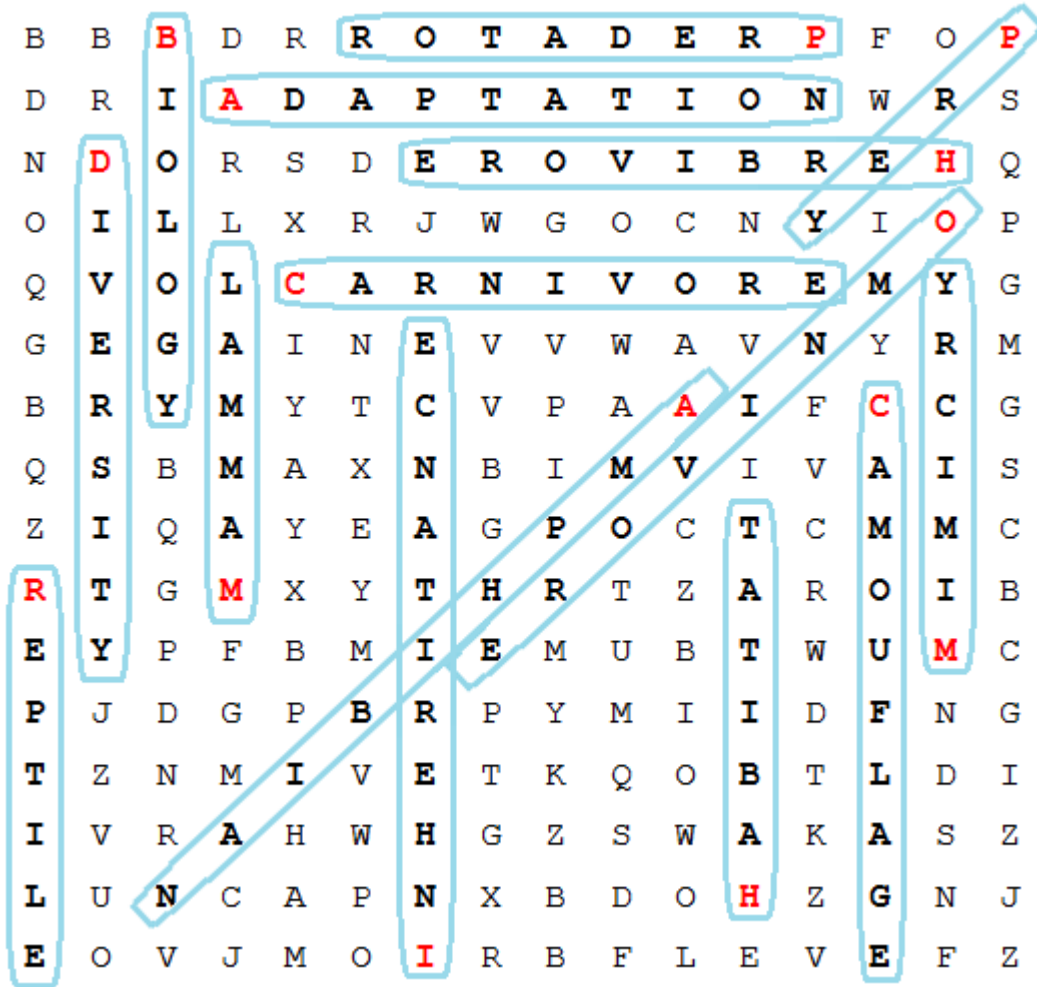 B B B D R R O T A D E R P F O P
D R I A D A P T A T I O N W R S
N D O R S D E R O V I B R E H Q
O I L L X R J W G O C N Y I O P
Q V O L C A R N I V O R E M Y G
G E G A I N E V V W A V N Y R M
B R Y M Y T C V P A A I F C C G
Q S B M A X N B I M V I V A I S
Z I Q A Y E A G P O C T C M M C
R T G M X Y T H R T Z A R O I B
E Y P F B M I E M U B T W U M C
P J D G P B R P Y M I I D F N G
T Z N M I V E T K Q O B T L D I
I V R A H W H G Z S W A K A S Z
L U N C A P N X B D O H Z G N J
E O V J M O I R B F L E V E F Z